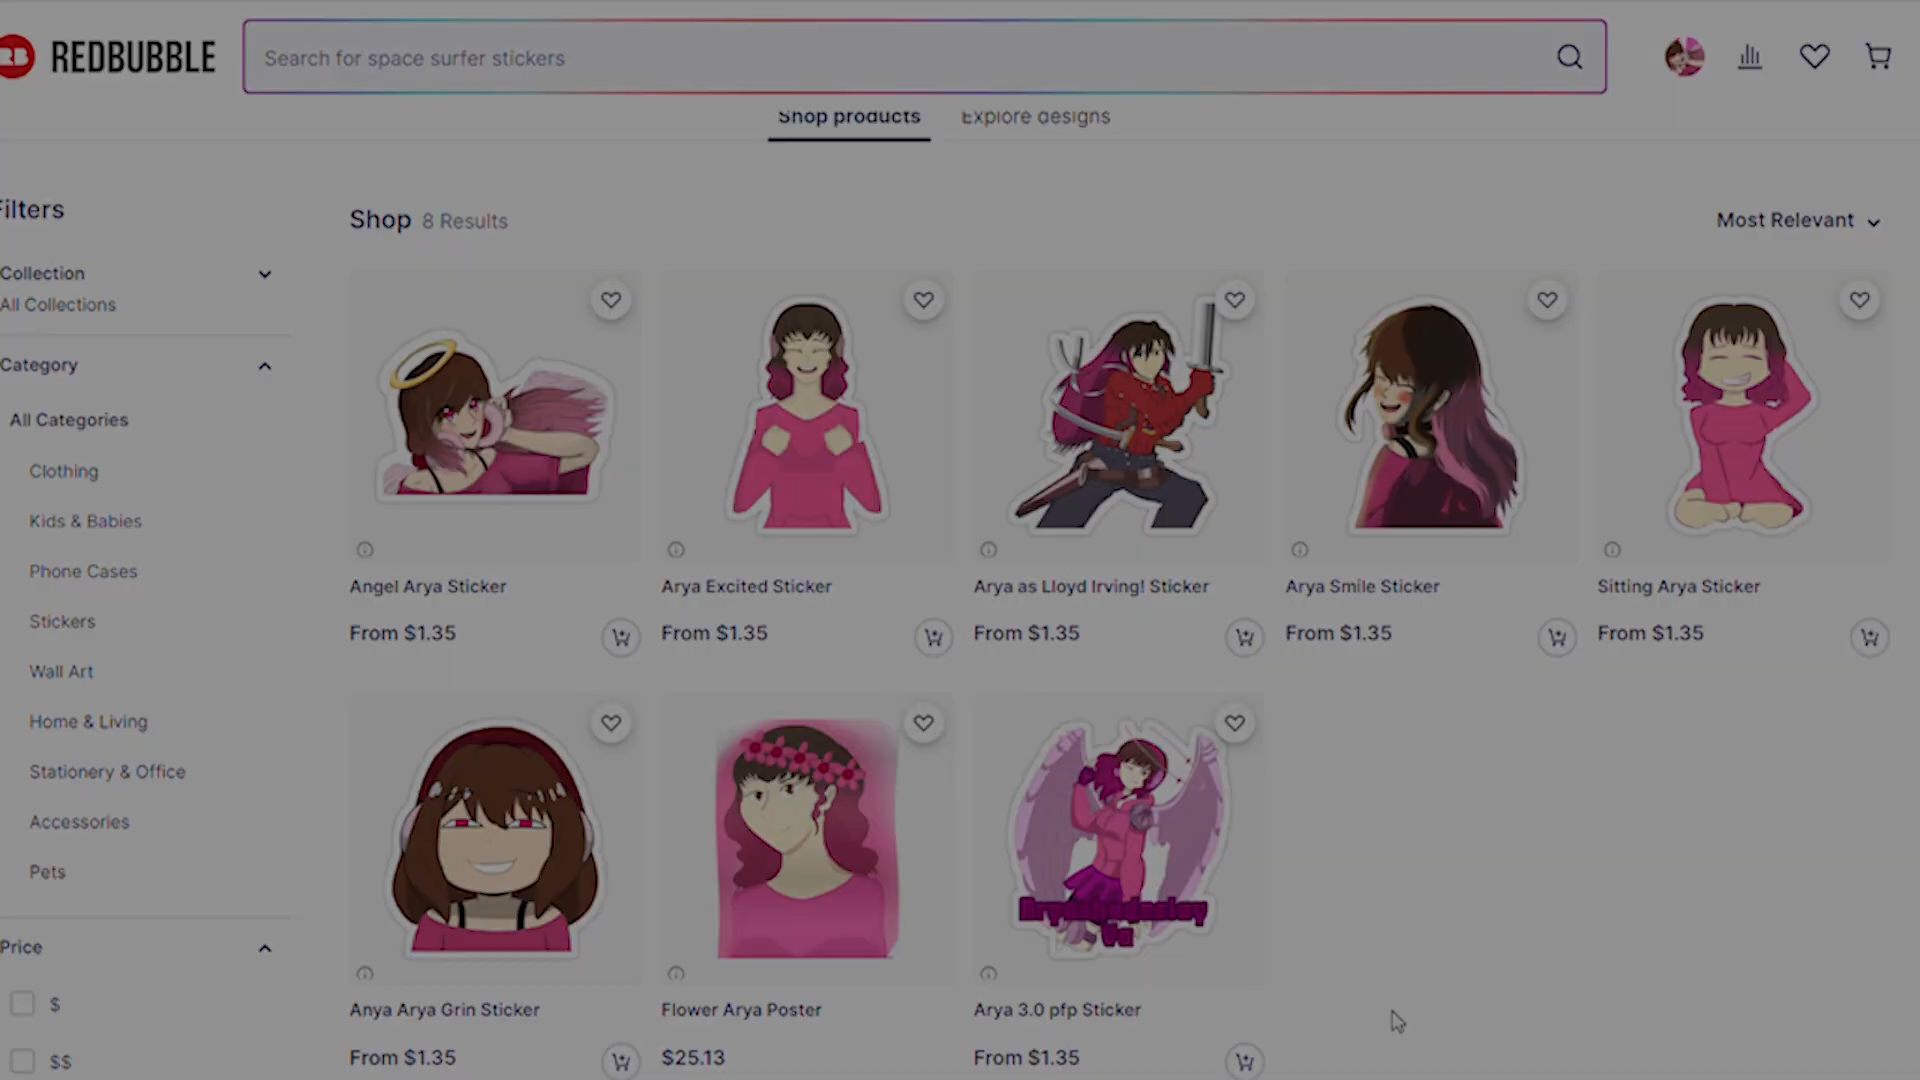 RB REDBUBBLE
Search for space surfer stickers
Shop products
Explore designs
Filters
Shop 8 Results
Most Relevant
Collection
All Collections
Category
All Categories
Clothing
Kids & Babies
Phone Cases
Stickers
Wall Art
Home & Living
Stationery & Office
Accessories
Pets
Price
$
$$
Angel Arya Sticker
From $1.35
Arya Excited Sticker
From $1.35
Arya as Lloyd Irving! Sticker
From $1.35
Arya Smile Sticker
From $1.35
Sitting Arya Sticker
From $1.35
Anya Arya Grin Sticker
From $1.35
Flower Arya Poster
$25.13
Va
Arya 3.0 pfp Sticker
From $1.35